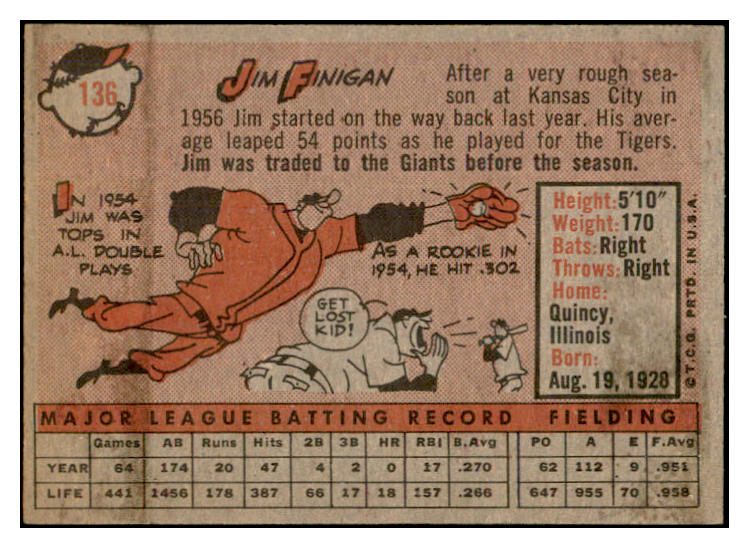 136
JIM FINIGAN
After a very rough sea-
son at Kansas City in
1956 Jim started on the way back last year. His aver-
age leaped 54 points as he played for the Tigers.
Jim was traded to the Giants before the season.
IN 1954
JIM WAS
TOPS IN
A.L. DOUBLE
PLAYS
AS A ROOKIE IN
1954, HE HIT .302
GET
LOST
KID!
Height: 5'10"
Weight: 170
Bats: Right
Throws: Right
Home:
Quincy,
Illinois
Born:
Aug. 19, 1928
© T.C.G. PRTD. IN U.S.A.
MAJOR LEAGUE BATTING RECORD FIELDING
Games AB Runs Hits 2B 3B HR RBI B.Avg PO A E F.Avg
YEAR 64 174 20 47 4 2 0 17 .270 62 112 9 .951
LIFE 441 1456 178 387 66 17 18 157 .266 647 955 70 .958